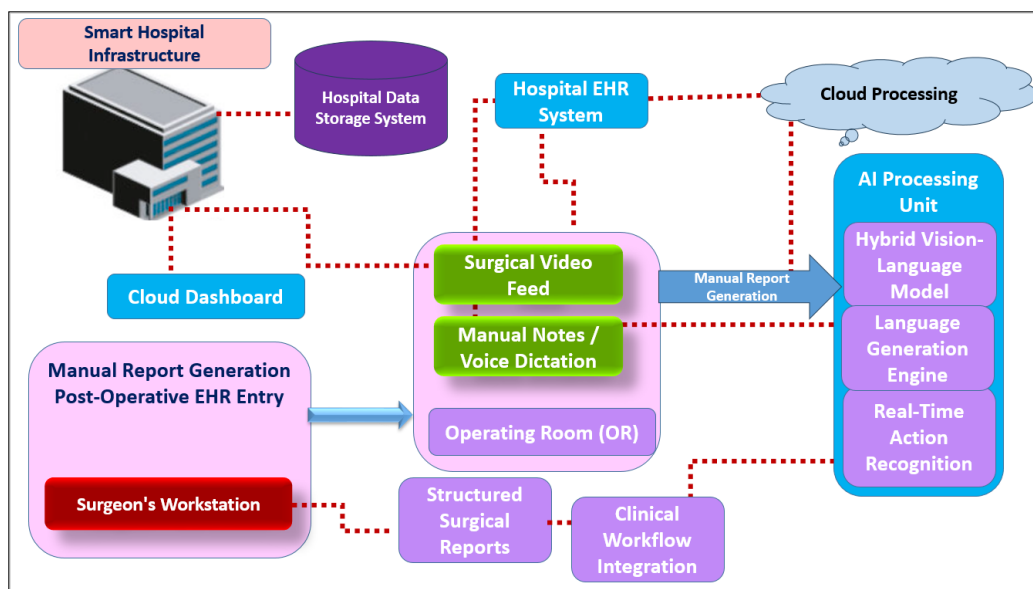 Smart Hospital
Infrastructure
Hospital Data
Storage System
Hospital EHR
System
Cloud Processing
AI Processing
Unit
Hybrid Vision-
Language
Model
Language
Generation
Engine
Real-Time
Action
Recognition
Surgical Video
Feed
Manual Report
Generation
Cloud Dashboard
Manual Notes /
Voice Dictation
Manual Report Generation
Post-Operative EHR Entry
Operating Room (OR)
Surgeon's Workstation
Structured
Surgical
Reports
Clinical
Workflow
Integration